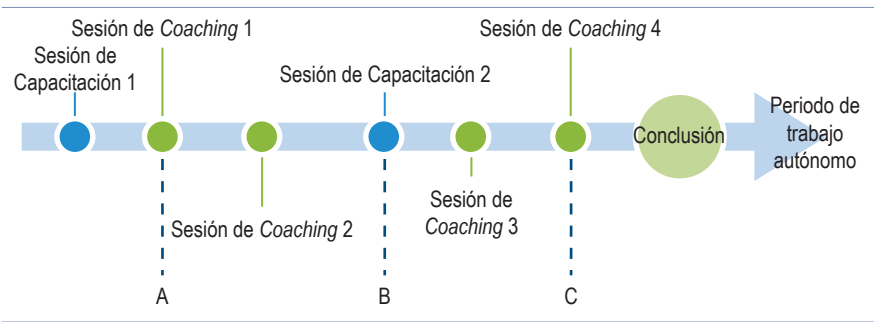 Sesión de Coaching 1
Sesión de
Capacitación 1
Sesión de Capacitación 2
Sesión de Coaching 4
Conclusión
Periodo de
trabajo
autónomo
Sesión de Coaching 2
Sesión de
Coaching 3
A
B
C